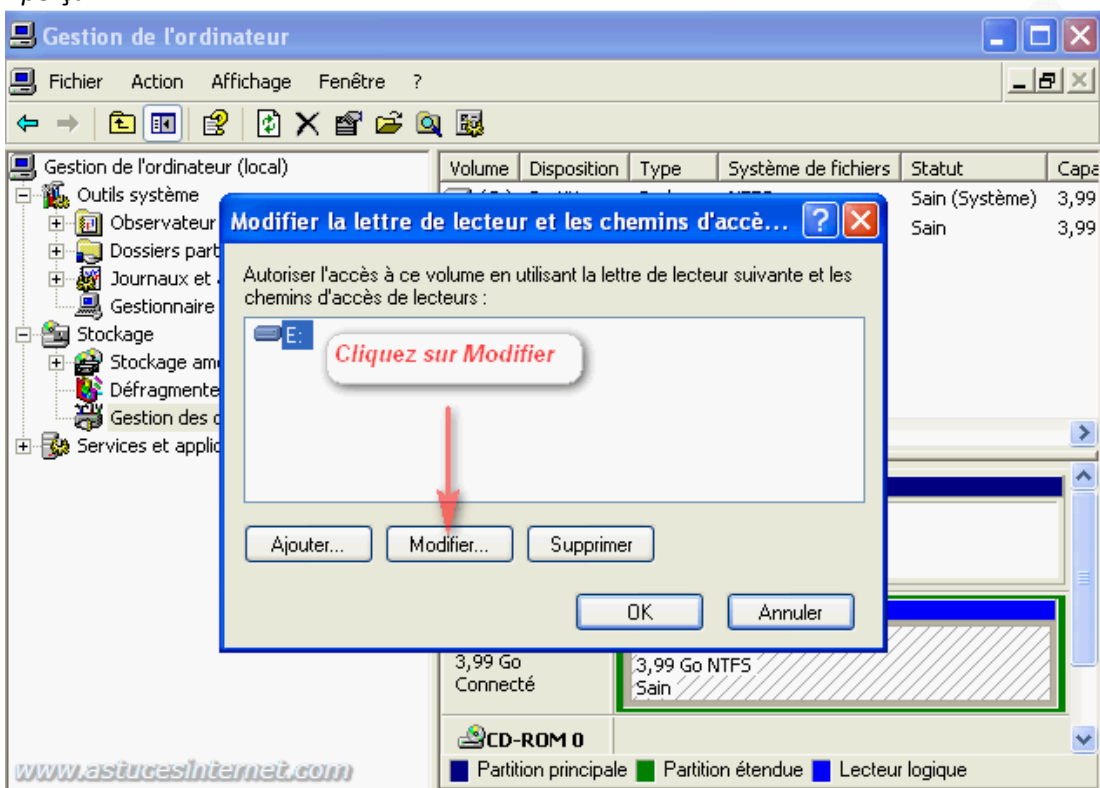 Gestion de l'ordinateur
Fichier Action Affichage Fenêtre ?
Gestion de l'ordinateur (local)
Outils système
Observateur
Dossiers part
Journaux et
Gestionnaire
Stockage
Stockage am
Défragmente
Gestion des
Services et applic
Volume Disposition Type Système de fichiers Statut Capa
Sain (Système) 3,99
Sain 3,99
Modifier la lettre de lecteur et les chemins d'accè...
Autoriser l'accès à ce volume en utilisant la lettre de lecteur suivante et les
chemins d'accès de lecteurs :
E:
Cliquez sur Modifier
Ajouter... Modifier... Supprimer
OK Annuler
3,99 Go
Connecté
3,99 Go NTFS
Sain
CD-ROM 0
Partition principale Partition étendue Lecteur logique
www.astucesinternet.com